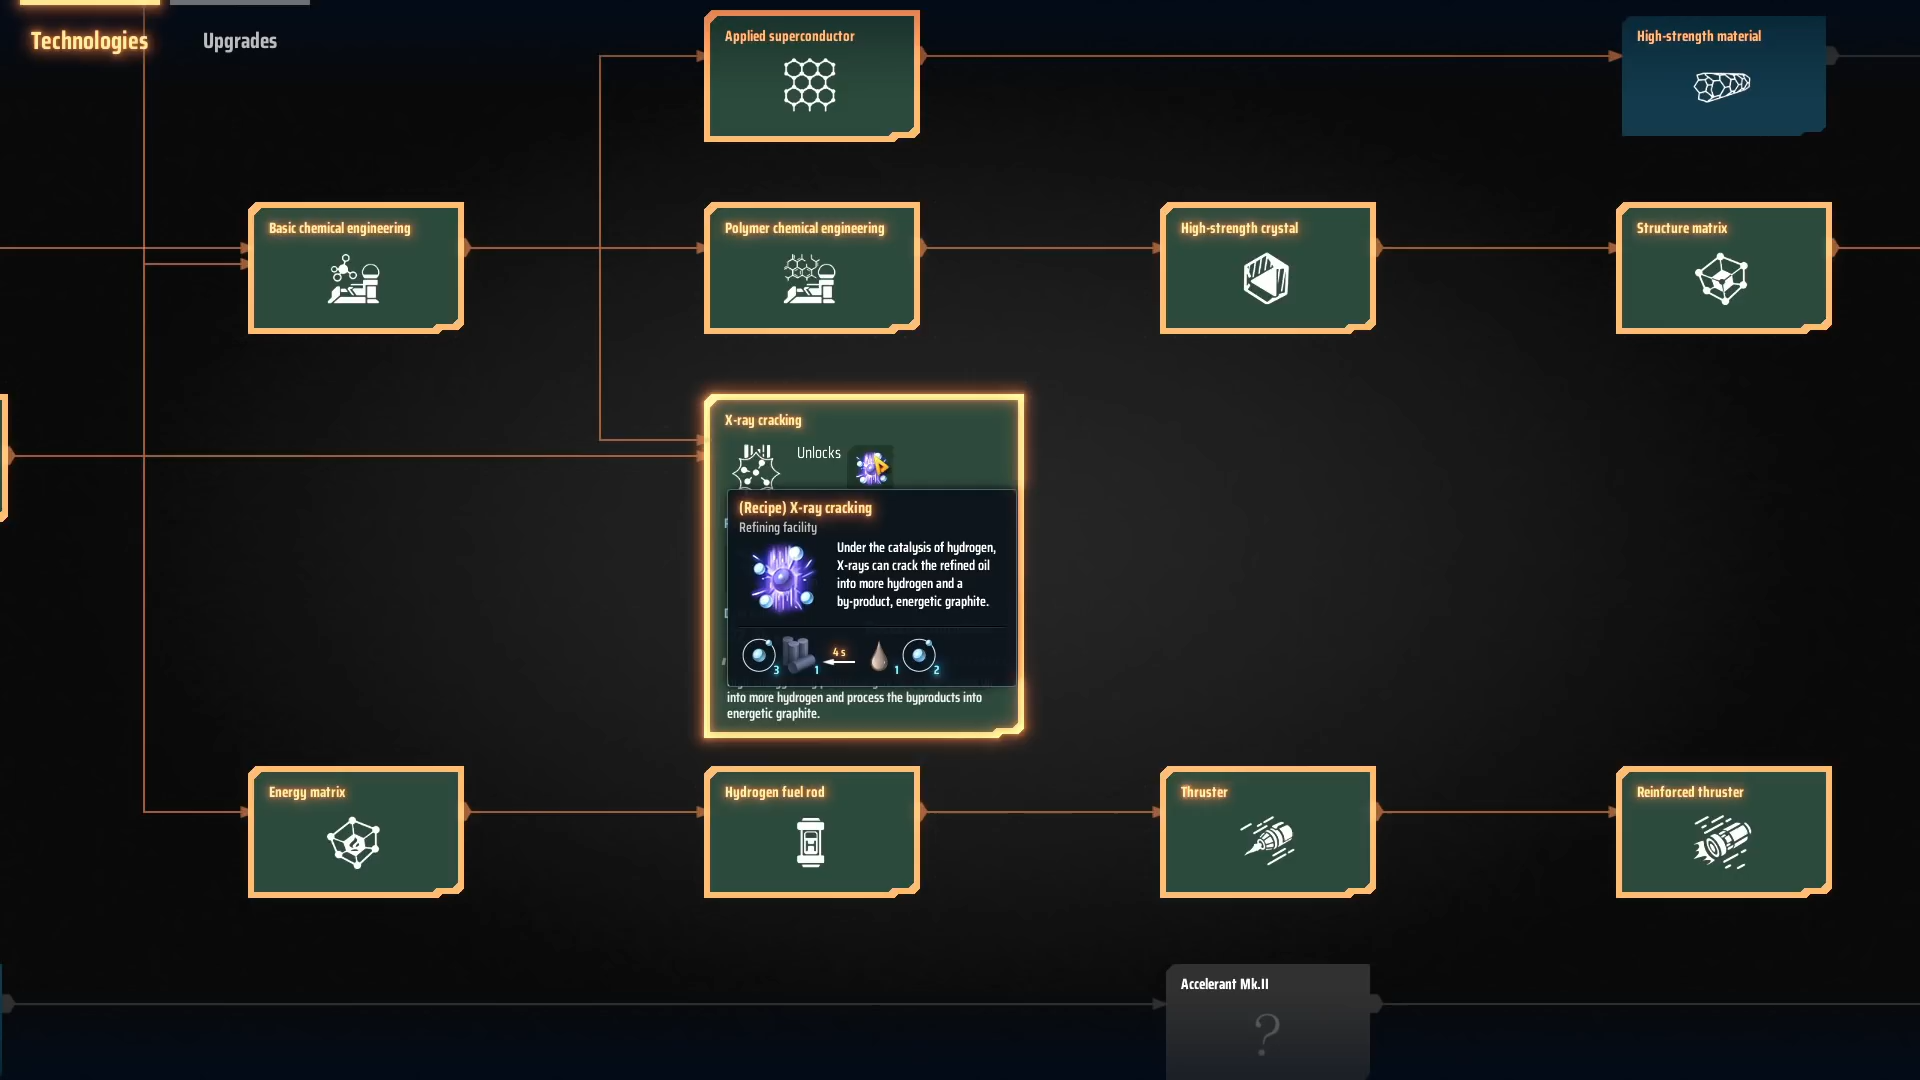 Technologies
Upgrades
Applied superconductor
High-strength material
Basic chemical engineering
Polymer chemical engineering
High-strength crystal
Structure matrix
X-ray cracking
Unlocks
(Recipe) X-ray cracking
Refining facility
Under the catalysis of hydrogen,
X-rays can crack the refined oil
into more hydrogen and a
by-product, energetic graphite.
3 1 4 s 1 2
into more hydrogen and process the byproducts into
energetic graphite.
Energy matrix
Hydrogen fuel rod
H
Thruster
Reinforced thruster
Accelerant Mk.II
?